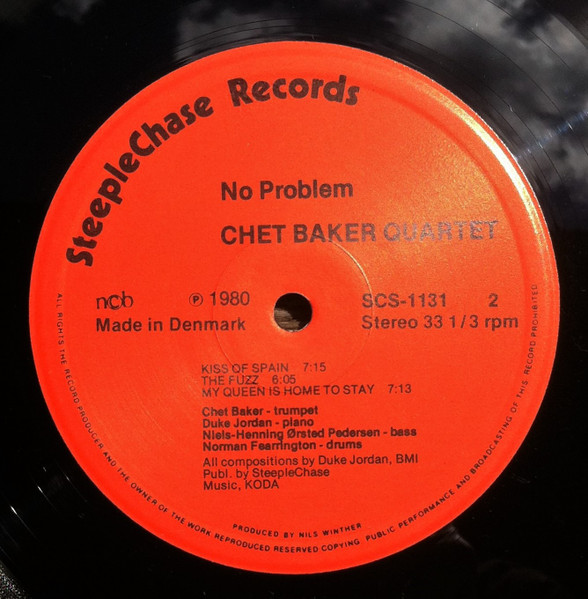 SteepleChase Records
No Problem
CHET BAKER QUARTET
ncb ℗ 1980 SCS-1131 2
Made in Denmark Stereo 33 1/3 rpm
KISS OF SPAIN 7:15
THE FUZZ 6:05
MY QUEEN IS HOME TO STAY 7:13
Chet Baker - trumpet
Duke Jordan - piano
Niels-Henning Ørsted Pedersen - bass
Norman Fearrington - drums
All compositions by Duke Jordan, BMI
Publ. by SteepleChase
Music, KODA
PRODUCED BY NILS WINTHER
ALL RIGHTS THE RECORD PRODUCER AND THE OWNER OF THE WORK REPRODUCED RESERVED COPYING. PUBLIC PERFORMANCE AND BROADCASTING OF THIS RECORD PROHIBITED